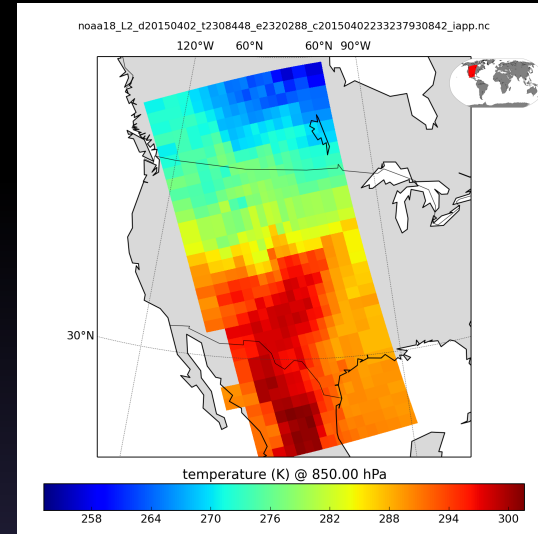 noaa18_L2_d20150402_t2308448_e2320288_c20150402233237930842_iapp.nc
120°W 60°N 60°N 90°W
30°N
temperature (K) @ 850.00 hPa
258 264 270 276 282 288 294 300